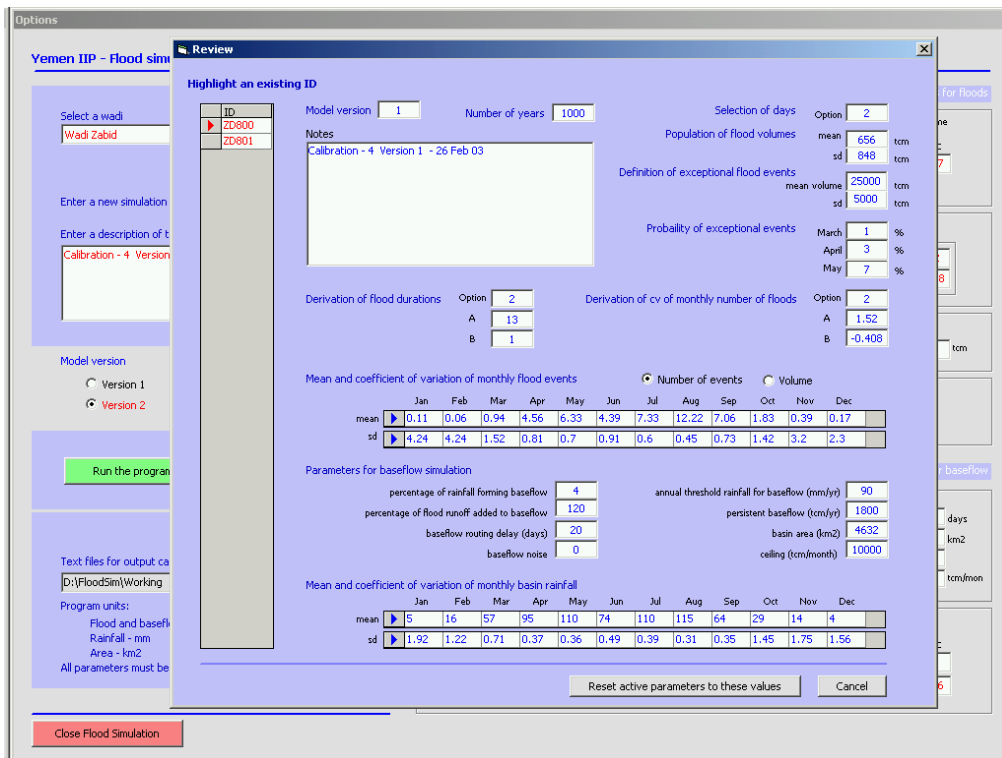 Options
Yemen IIP - Flood simu
Review
Highlight an existing ID
ID
ZD800
ZD801
Model version 1
Number of years 1000
Notes
Calibration - 4 Version 1 - 26 Feb 03
Selection of days Option 2
Population of flood volumes mean 656 tcm
sd 848 tcm
Definition of exceptional flood events
mean volume 25000 tcm
sd 5000 tcm
Probaility of exceptional events March 1 %
April 3 %
May 7 %
Derivation of flood durations Option 2
A 13
B 1
Derivation of cv of monthly number of floods Option 2
A 1.52
B -0.408
Mean and coefficient of variation of monthly flood events Number of events Volume
Jan Feb Mar Apr May Jun Jul Aug Sep Oct Nov Dec
mean 0.11 0.06 0.94 4.56 6.33 4.39 7.33 12.22 7.06 1.83 0.39 0.17
sd 4.24 4.24 1.52 0.81 0.7 0.91 0.6 0.45 0.73 1.42 3.2 2.3
Parameters for baseflow simulation
percentage of rainfall forming baseflow 4
percentage of flood runoff added to baseflow 120
baseflow routing delay (days) 20
baseflow noise 0
annual threshold rainfall for baseflow (mm/yr) 90
persistent baseflow (tcm/yr) 1800
basin area (km2) 4632
ceiling (tcm/month) 10000
Mean and coefficient of variation of monthly basin rainfall
Jan Feb Mar Apr May Jun Jul Aug Sep Oct Nov Dec
mean 5 16 57 95 110 74 110 115 64 29 14 4
sd 1.92 1.22 0.71 0.37 0.36 0.49 0.39 0.31 0.35 1.45 1.75 1.56
Reset active parameters to these values
Cancel
Select a wadi
Wadi Zabid
Enter a new simulation
Enter a description of t
Calibration - 4 Version
Model version
Version 1
Version 2
Run the program
Text files for output ca
D:\FloodSim\Working
Program units:
Flood and basefl
Rainfall - mm
Area - km2
All parameters must be
Close Flood Simulation
for floods
7
8
tcm
r baseflow
days
km2
tcm/mon
6